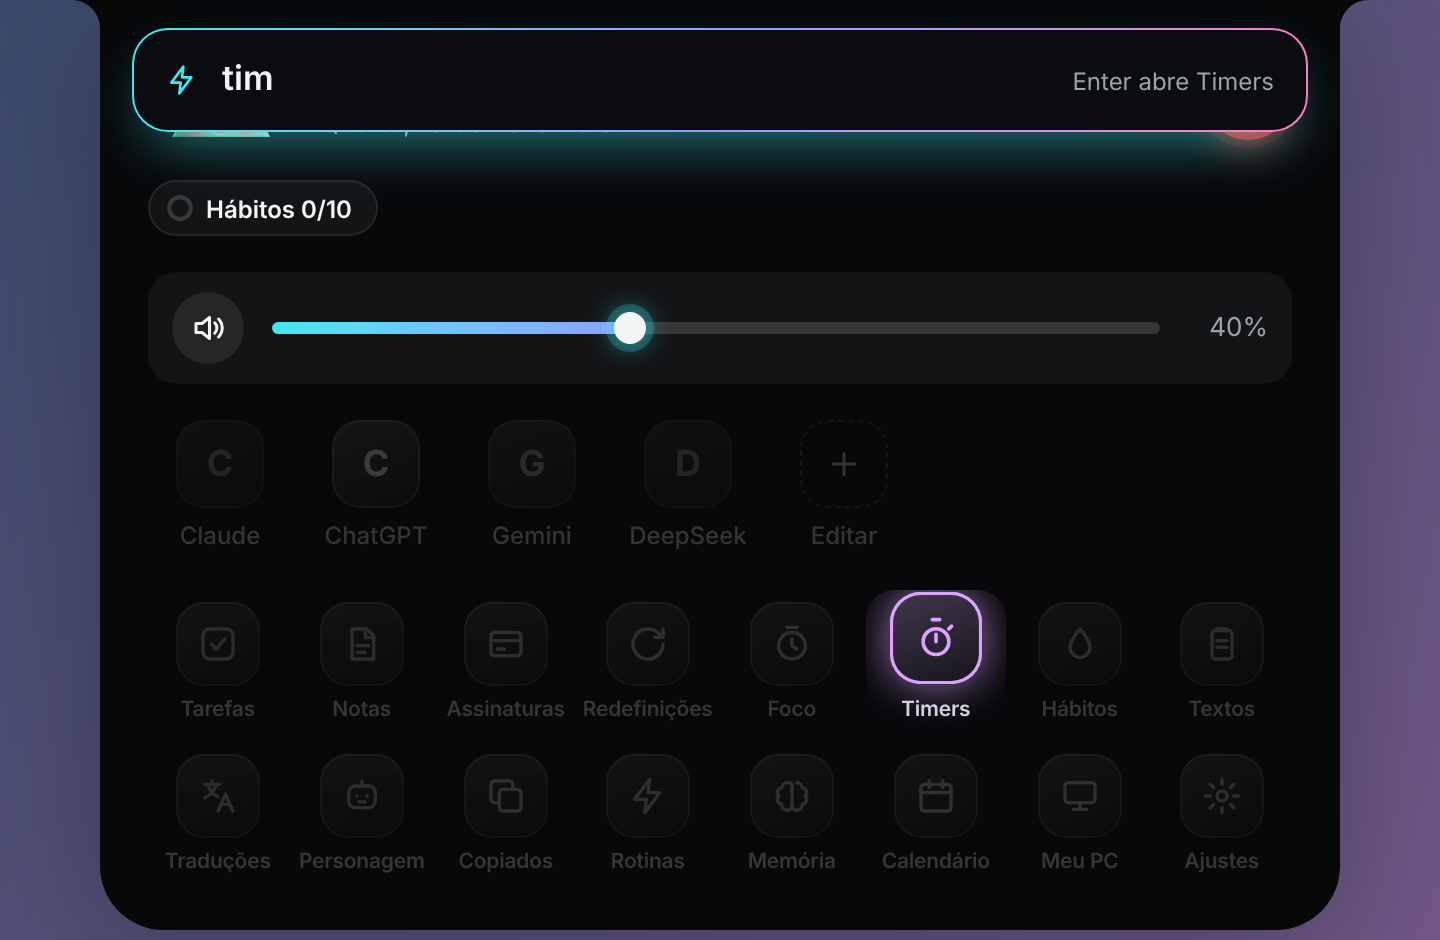 tim
Enter abre Timers
Hábitos 0/10
40%
C
C
G
D
Claude
ChatGPT
Gemini
DeepSeek
Editar
Tarefas
Notas
Assinaturas
Redefinições
Foco
Timers
Hábitos
Textos
Traduções
Personagem
Copiados
Rotinas
Memória
Calendário
Meu PC
Ajustes